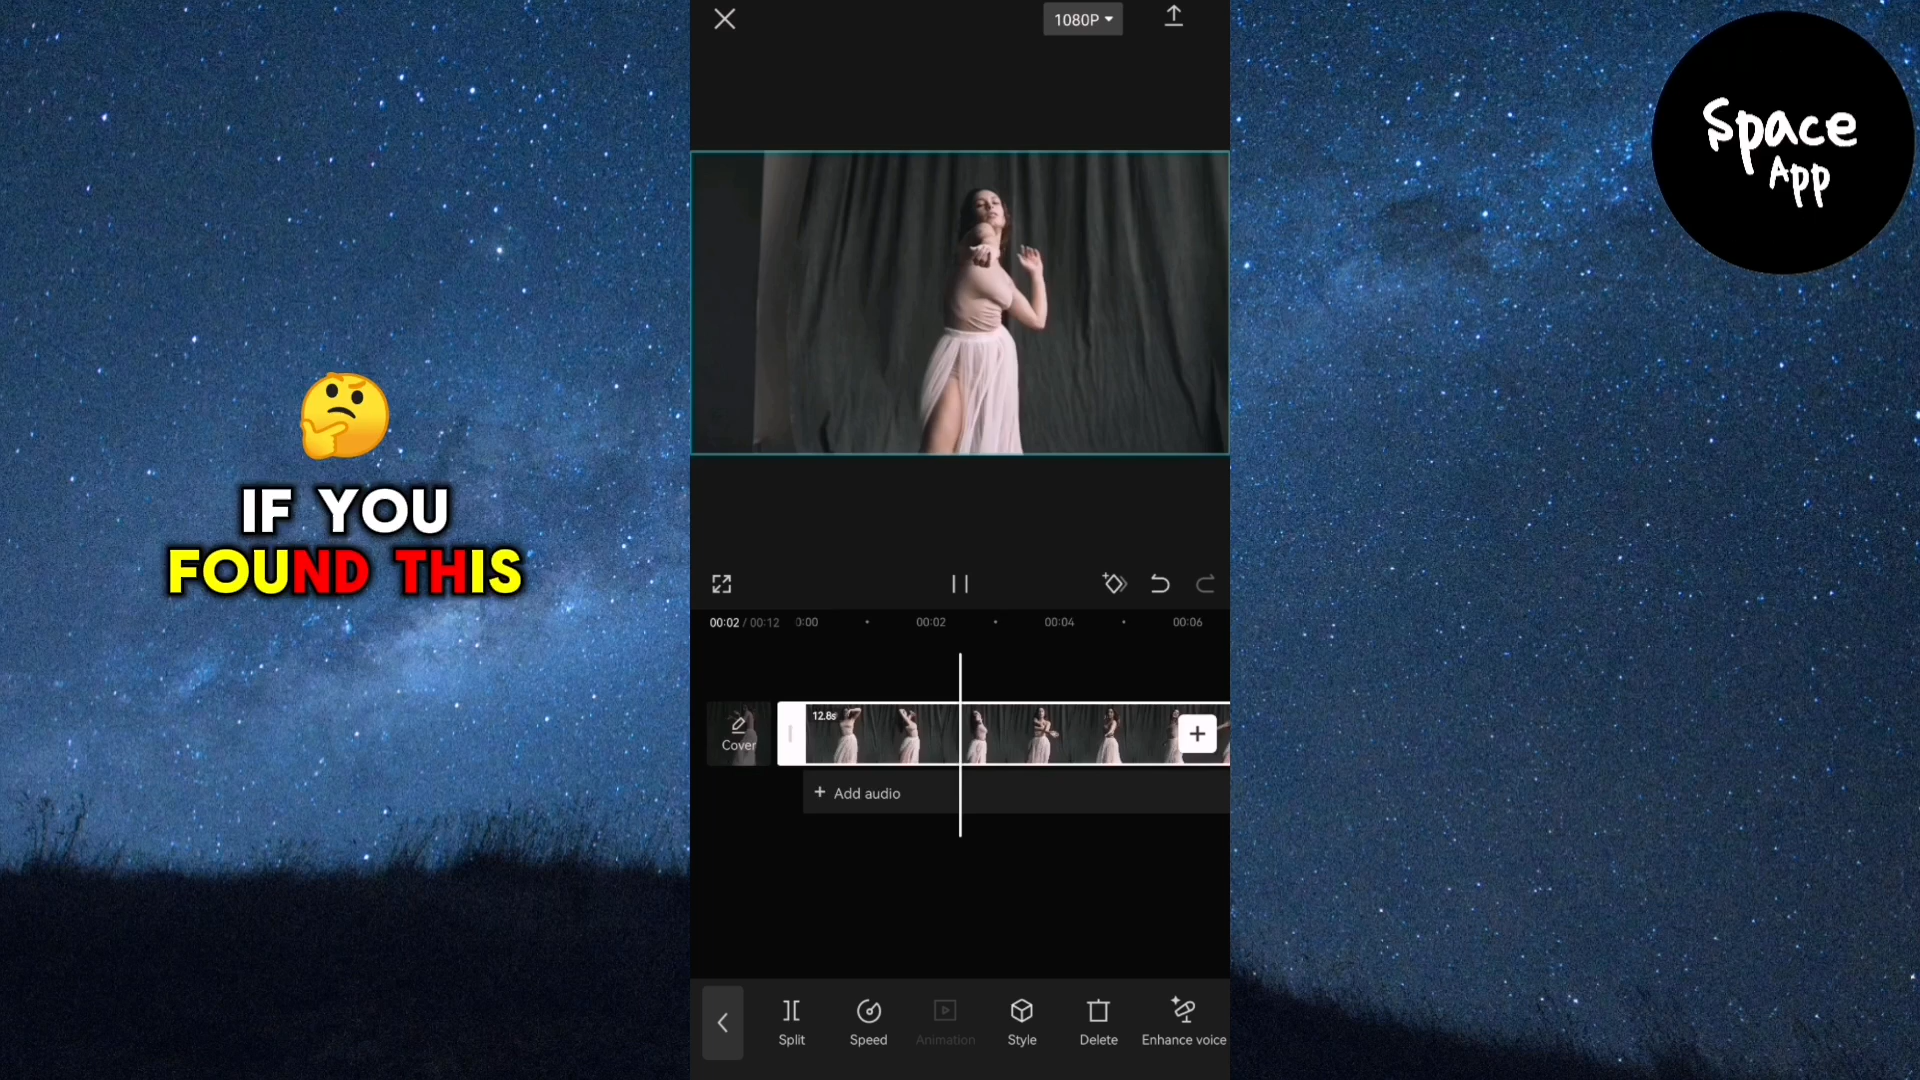 1080P
Space
App
IF YOU
FOUND THIS
00:02 / 00:12
0:00
00:02
00:04
00:06
12.8s
Cover
+ Add audio
Split
Speed
Animation
Style
Delete
Enhance voice